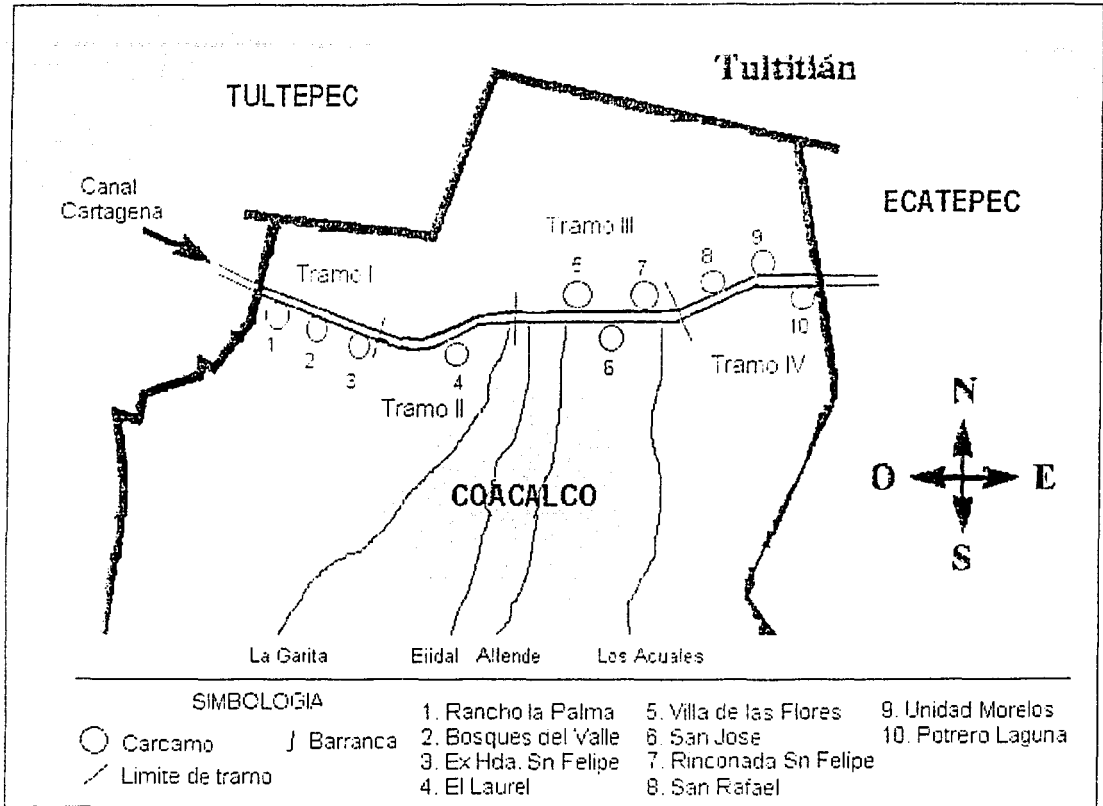 Tultitlán
TULTEPEC
Canal
Cartagena
ECATEPEC
Tramo III
Tramo I
5
7
8
9
1
2
3
4
6
10
Tramo II
Tramo IV
N
O
E
S
COACALCO
La Garita
Ejidal
Allende
Los Acuales
SIMBOLOGIA
Carcamo
Barranca
Limite de tramo
1. Rancho la Palma
2. Bosques del Valle
3. Ex Hda. Sn Felipe
4. El Laurel
5. Villa de las Flores
6. San Jose
7. Rinconada Sn Felipe
8. San Rafael
9. Unidad Morelos
10. Potrero Laguna